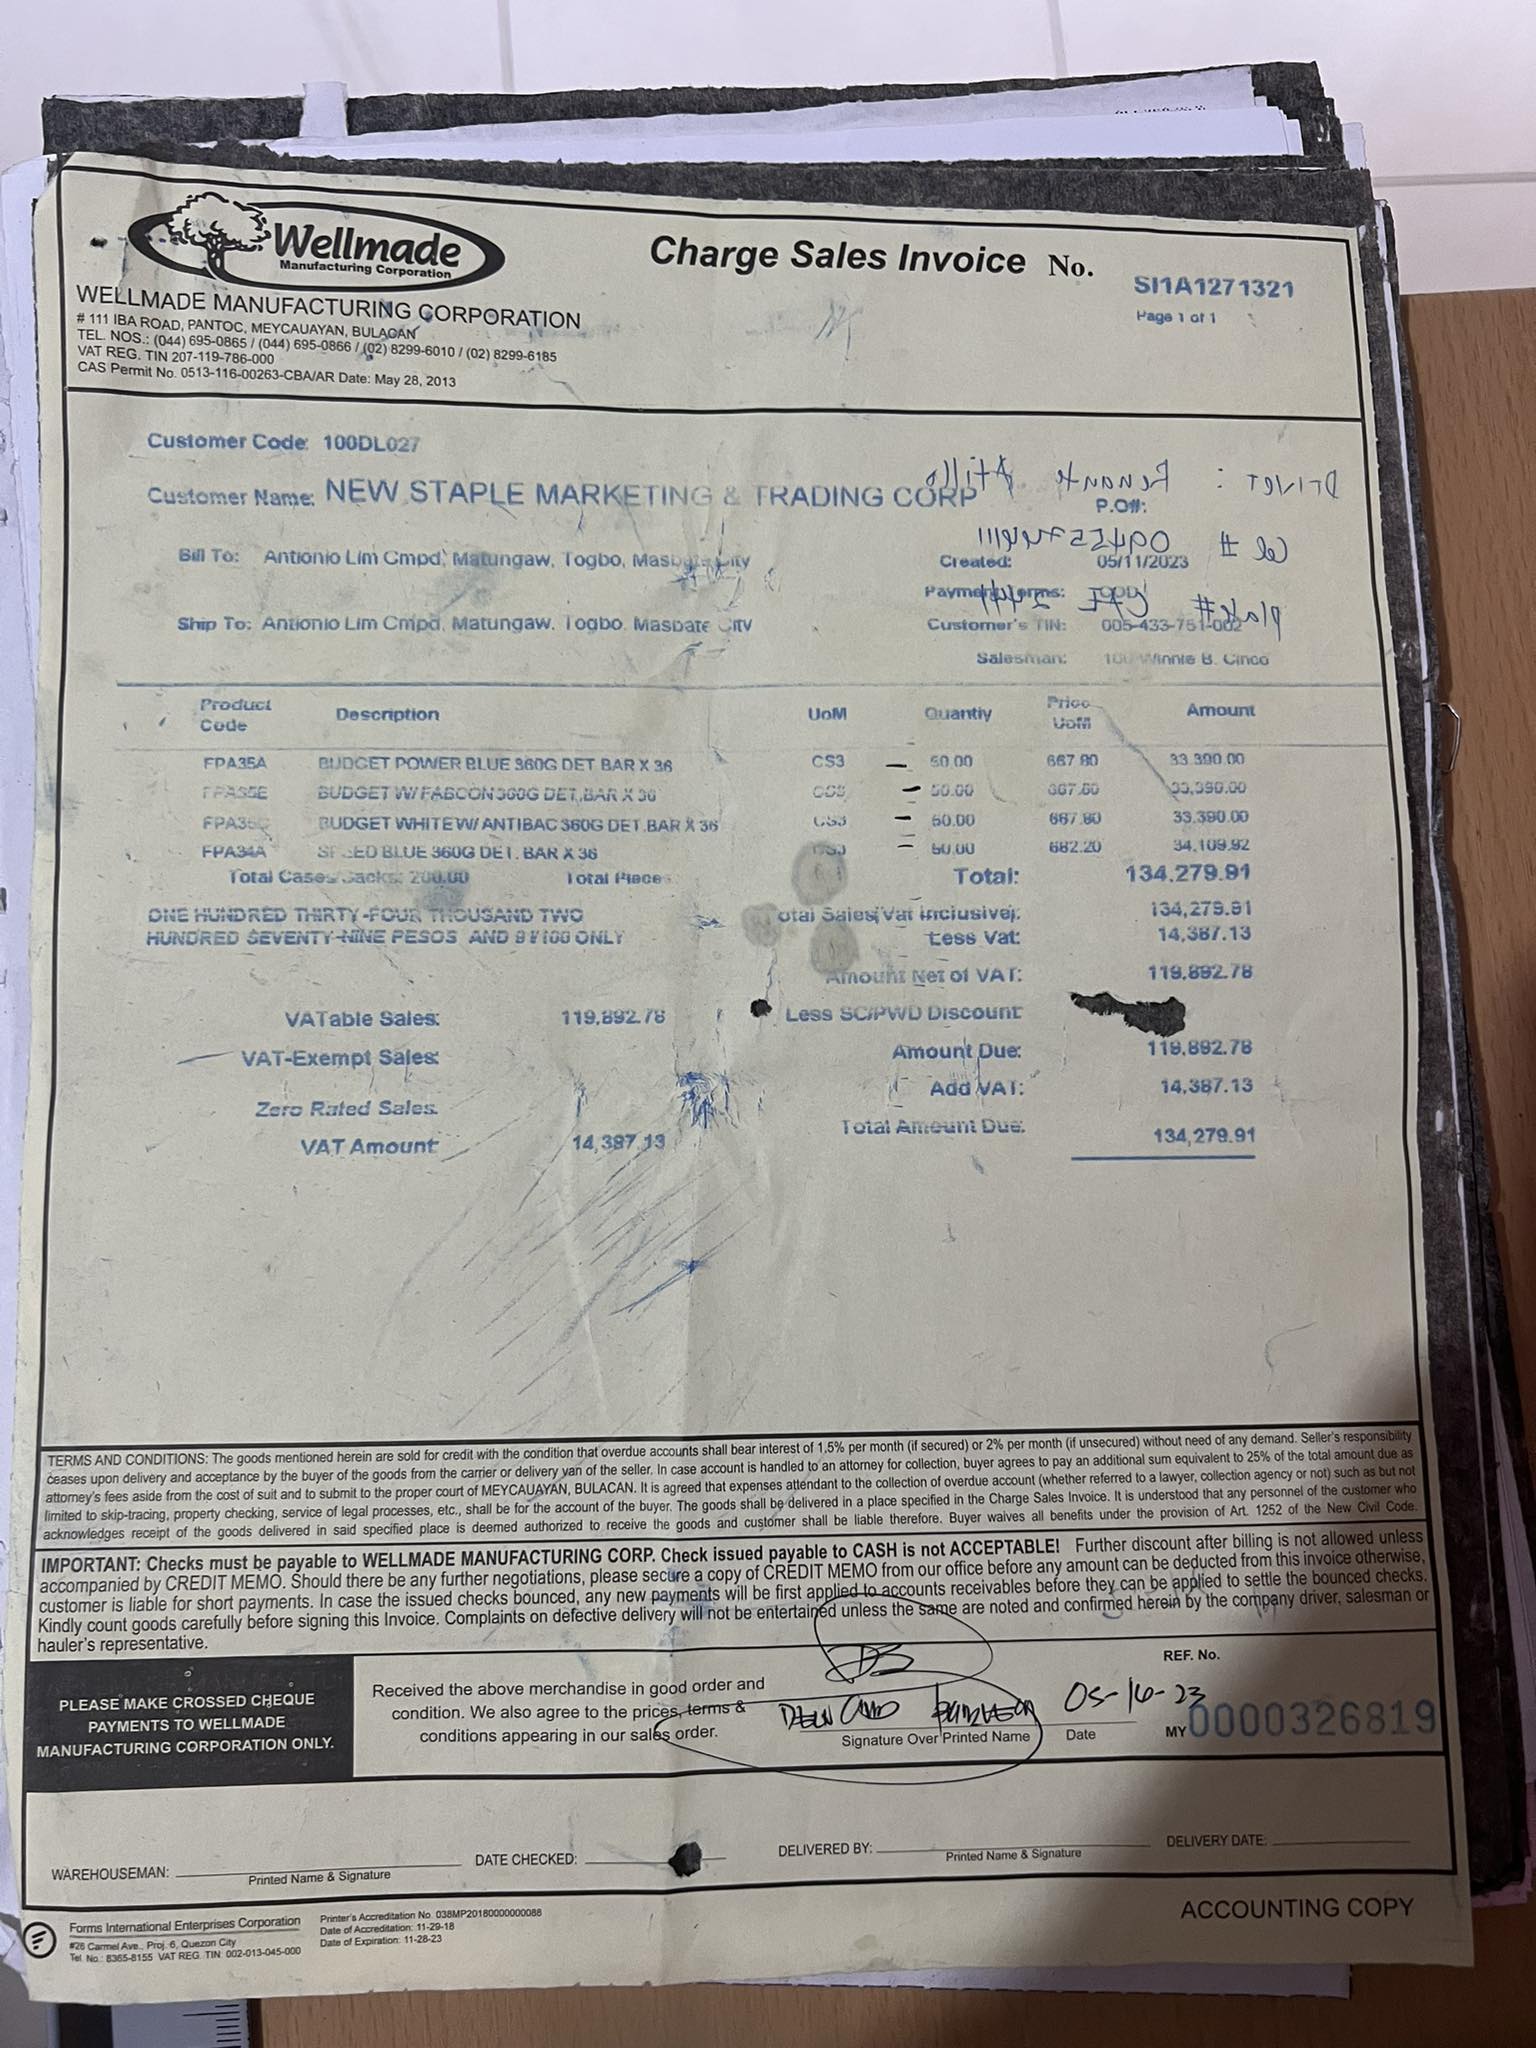 Wellmade
Manufacturing Corporation
Charge Sales Invoice No. SI1A1271321
Page 1 of 1
WELLMADE MANUFACTURING CORPORATION
# 111 IBA ROAD, PANTOC, MEYCAUAYAN, BULACAN
TEL. NOS.: (044) 695-0865 / (044) 695-0866 / (02) 8299-6010 / (02) 8299-6185
VAT REG. TIN 207-119-786-000
CAS Permit No. 0513-116-00263-CBA/AR Date: May 28, 2013
Customer Code: 100DL027
Driver : Renante Atillo
Customer Name: NEW STAPLE MARKETING & TRADING CORP
P.O#:
Cel #
Bill To: Antionio Lim Cmpd, Matungaw, Togbo, Masbate City
Created: 05/11/2023
Payment Terms:
Plate#
Ship To: Antionio Lim Cmpd, Matungaw, Togbo, Masbate City
Customer's TIN: 005-433-751-002
Salesman: 100 Winnie B. Cinco
Product Code Description UoM Quantiy Price UoM Amount
FPA35A BUDGET POWER BLUE 360G DET.BAR X 36 CS3 50.00 667.80 33,390.00
FPA35E BUDGET W/ FABCON 360G DET.BAR X 36 CS3 50.00 667.80 33,390.00
FPA35C BUDGET WHITE W/ ANTIBAC 360G DET.BAR X 36 CS3 50.00 667.80 33,390.00
FPA34A SPEED BLUE 360G DET. BAR X 36 CS3 50.00 682.20 34,109.92
Total Cases/Sacks: 200.00 Total Piece Total: 134,279.91
ONE HUNDRED THIRTY-FOUR THOUSAND TWO
HUNDRED SEVENTY-NINE PESOS AND 91/100 ONLY
Total Sales(Vat Inclusive): 134,279.91
Less Vat: 14,387.13
Amount Net of VAT: 119,892.78
VATable Sales: 119,892.78
Less SC/PWD Discount:
VAT-Exempt Sales:
Amount Due: 119,892.78
Zero Rated Sales:
Add VAT: 14,387.13
VAT Amount: 14,387.13
Total Amount Due: 134,279.91
TERMS AND CONDITIONS: The goods mentioned herein are sold for credit with the condition that overdue accounts shall bear interest of 1.5% per month (if secured) or 2% per month (if unsecured) without need of any demand. Seller's responsibility
ceases upon delivery and acceptance by the buyer of the goods from the carrier or delivery van of the seller. In case account is handled to an attorney for collection, buyer agrees to pay an additional sum equivalent to 25% of the total amount due as
attorney's fees aside from the cost of suit and to submit to the proper court of MEYCAUAYAN, BULACAN. It is agreed that expenses attendant to the collection of overdue account (whether referred to a lawyer, collection agency or not) such as but not
limited to skip-tracing, property checking, service of legal processes, etc., shall be for the account of the buyer. The goods shall be delivered in a place specified in the Charge Sales Invoice. It is understood that any personnel of the customer who
acknowledges receipt of the goods delivered in said specified place is deemed authorized to receive the goods and customer shall be liable therefore. Buyer waives all benefits under the provision of Art. 1252 of the New Civil Code.
IMPORTANT: Checks must be payable to WELLMADE MANUFACTURING CORP. Check issued payable to CASH is not ACCEPTABLE! Further discount after billing is not allowed unless
accompanied by CREDIT MEMO. Should there be any further negotiations, please secure a copy of CREDIT MEMO from our office before any amount can be deducted from this invoice otherwise,
customer is liable for short payments. In case the issued checks bounced, any new payments will be first applied to accounts receivables before they can be applied to settle the bounced checks.
Kindly count goods carefully before signing this Invoice. Complaints on defective delivery will not be entertained unless the same are noted and confirmed herein by the company driver, salesman or
hauler's representative.
PLEASE MAKE CROSSED CHEQUE
PAYMENTS TO WELLMADE
MANUFACTURING CORPORATION ONLY.
Received the above merchandise in good order and
condition. We also agree to the prices, terms &
conditions appearing in our sales order.
05-16-23
Signature Over Printed Name Date
REF. No.
MY 0000326819
WAREHOUSEMAN: DATE CHECKED: DELIVERED BY: DELIVERY DATE:
Printed Name & Signature Printed Name & Signature
ACCOUNTING COPY
Forms International Enterprises Corporation
#26 Carmel Ave., Proj. 6, Quezon City
Tel. No.: 8365-8155 VAT REG. TIN: 002-013-045-000
Printer's Accreditation No. 038MP20180000000088
Date of Accreditation: 11-29-18
Date of Expiration: 11-28-23